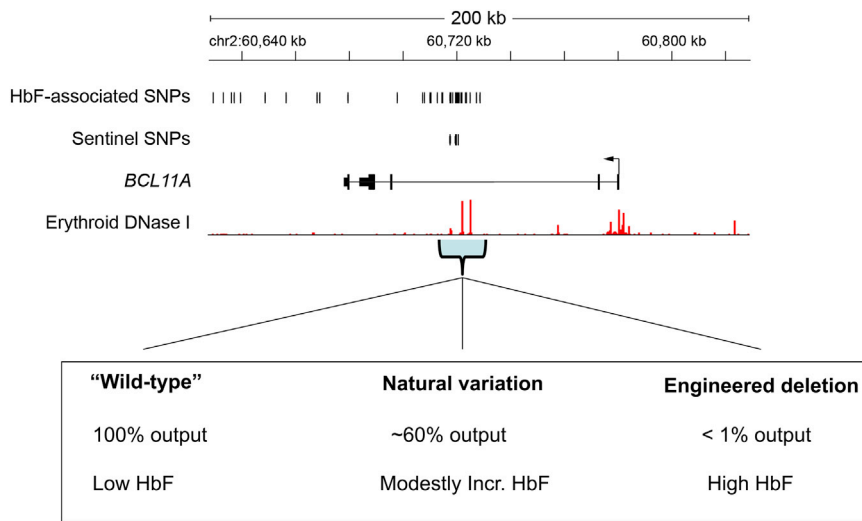 200 kb
chr2:60,640 kb 60,720 kb 60,800 kb
HbF-associated SNPs
Sentinel SNPs
BCL11A
Erythroid DNase I
“Wild-type” Natural variation Engineered deletion
100% output ~60% output < 1% output
Low HbF Modestly Incr. HbF High HbF